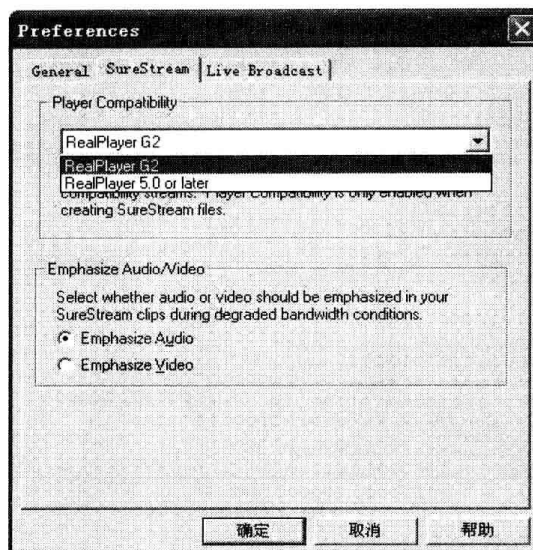 Preferences
General SureStream Live Broadcast
Player Compatibility
RealPlayer G2
RealPlayer G2
RealPlayer 5.0 or later
compatibility streams. Player Compatibility is only enabled when
creating SureStream files.
Emphasize Audio/Video
Select whether audio or video should be emphasized in your
SureStream clips during degraded bandwidth conditions.
Emphasize Audio
Emphasize Video
确定 取消 帮助